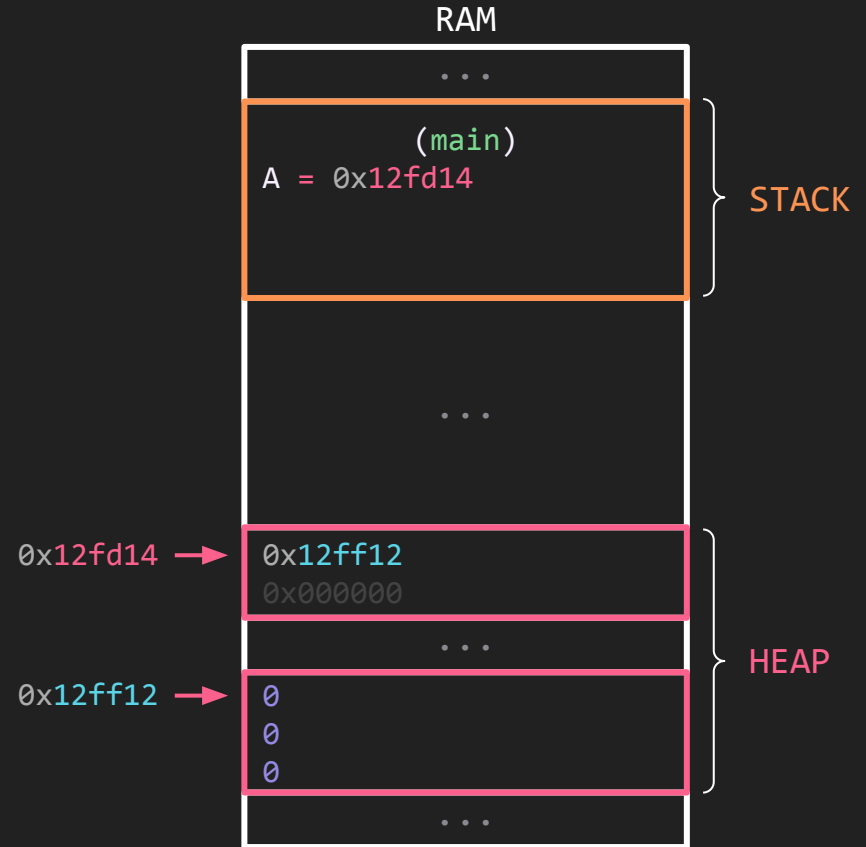 RAM
...
(main)
A = 0x12fd14
STACK
...
0x12fd14
0x12ff12
0x000000
...
HEAP
0x12ff12
0
0
0
...